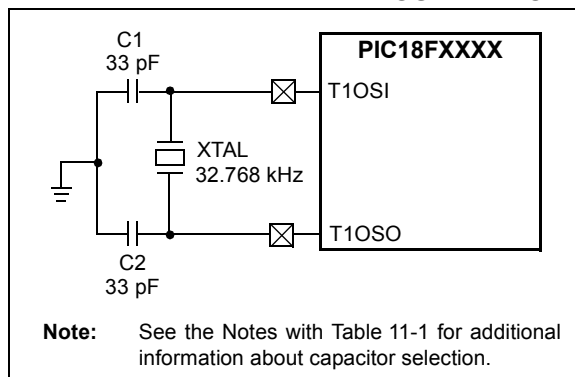 C1
33 pF
PIC18FXXXX
T1OSI
XTAL
32.768 kHz
T1OSO
C2
33 pF
Note: See the Notes with Table 11-1 for additional
information about capacitor selection.